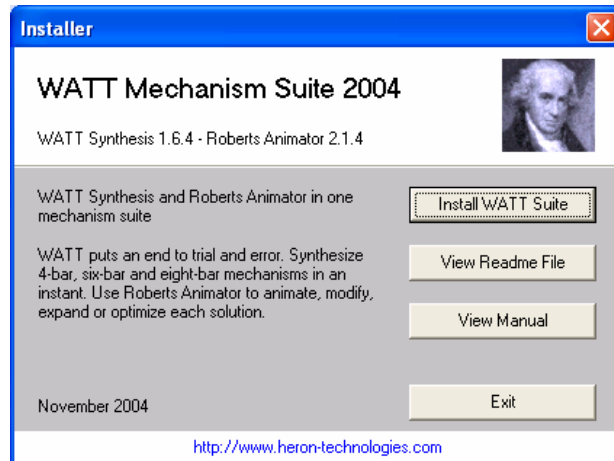 Installer
WATT Mechanism Suite 2004
WATT Synthesis 1.6.4 - Roberts Animator 2.1.4
WATT Synthesis and Roberts Animator in one
mechanism suite
Install WATT Suite
WATT puts an end to trial and error. Synthesize
4-bar, six-bar and eight-bar mechanisms in an
instant. Use Roberts Animator to animate, modify,
expand or optimize each solution.
View Readme File
View Manual
November 2004
Exit
http://www.heron-technologies.com